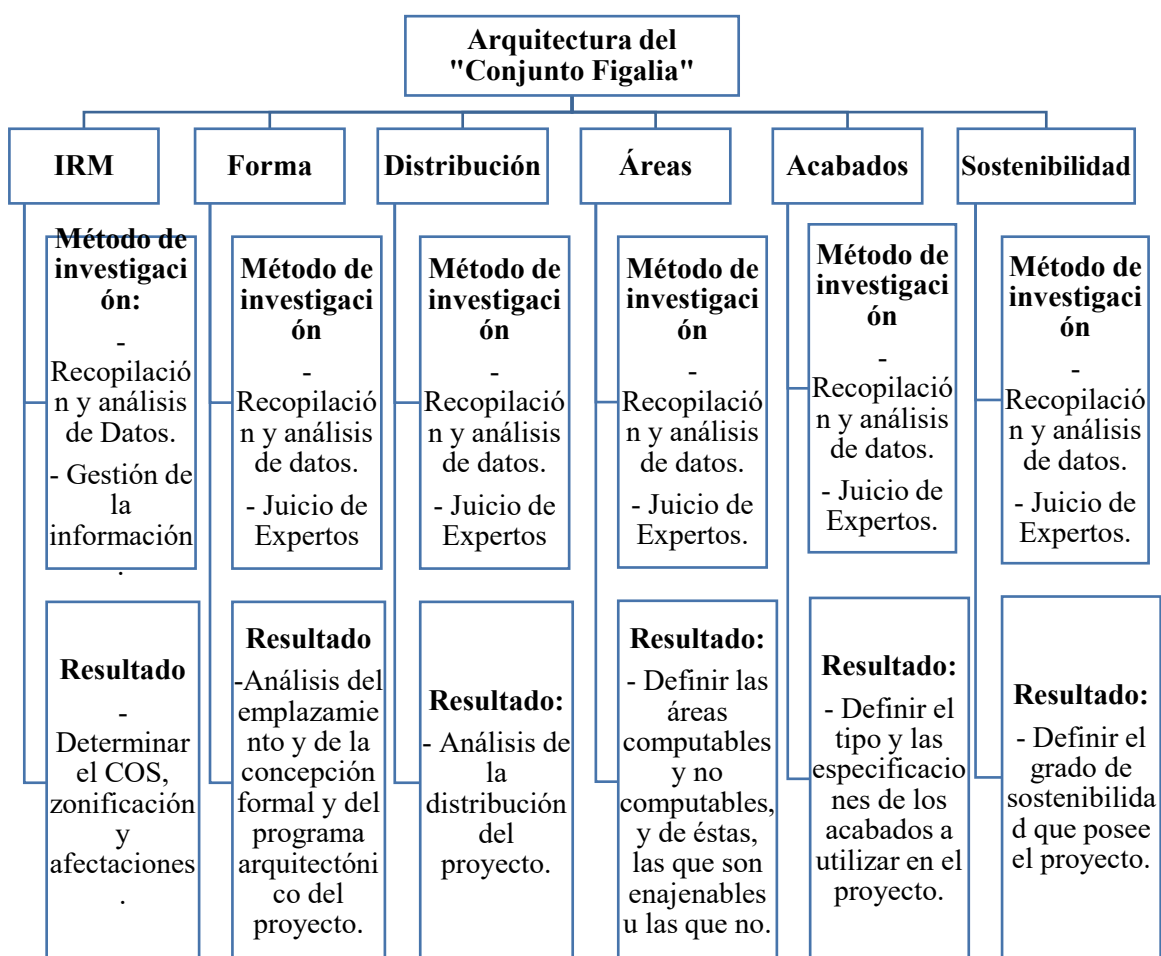 Arquitectura del
"Conjunto Figalia"
IRM
Método de
investigaci
ón:
-
Recopilació
n y análisis
de Datos.
- Gestión de
la
información
.
Resultado
-
Determinar
el COS,
zonificación
y
afectaciones
.
Forma
Método de
investigaci
ón
-
Recopilació
n y análisis
de datos.
- Juicio de
Expertos
Resultado
-Análisis del
emplazamie
nto y de la
concepción
formal y del
programa
arquitectóni
co del
proyecto.
Distribución
Método de
investigaci
ón
-
Recopilació
n y análisis
de datos.
- Juicio de
Expertos
Resultado:
- Análisis de
la
distribución
del
proyecto.
Áreas
Método de
investigaci
ón
-
Recopilació
n y análisis
de datos.
- Juicio de
Expertos.
Resultado:
- Definir las
áreas
computables
y no
computables,
y de éstas,
las que son
enajenables
u las que no.
Acabados
Método de
investigaci
ón
-
Recopilació
n y análisis
de datos.
- Juicio de
Expertos.
Resultado:
- Definir el
tipo y las
especificacio
nes de los
acabados a
utilizar en el
proyecto.
Sostenibilidad
Método de
investigaci
ón
-
Recopilació
n y análisis
de datos.
- Juicio de
Expertos.
Resultado:
- Definir el
grado de
sostenibilida
d que posee
el proyecto.